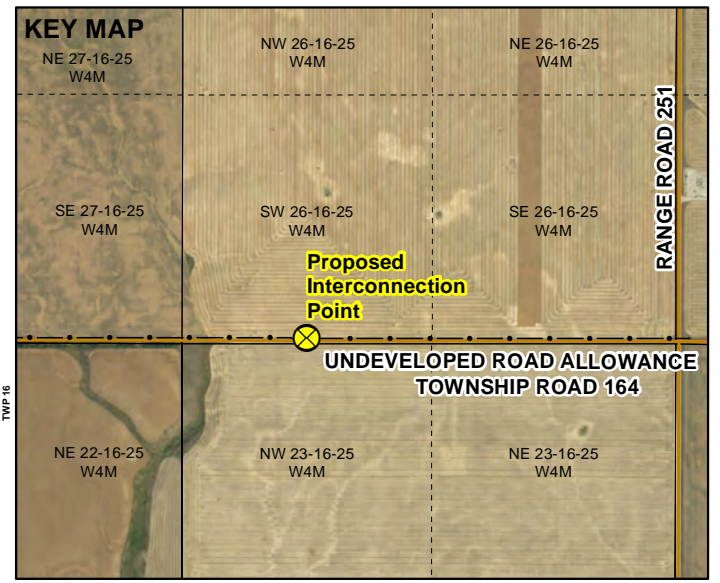 KEY MAP
NE 27-16-25
W4M
NW 26-16-25
W4M
NE 26-16-25
W4M
RANGE ROAD 251
SE 27-16-25
W4M
SW 26-16-25
W4M
SE 26-16-25
W4M
Proposed
Interconnection
Point
UNDEVELOPED ROAD ALLOWANCE
TOWNSHIP ROAD 164
TWP 16
NE 22-16-25
W4M
NW 23-16-25
W4M
NE 23-16-25
W4M